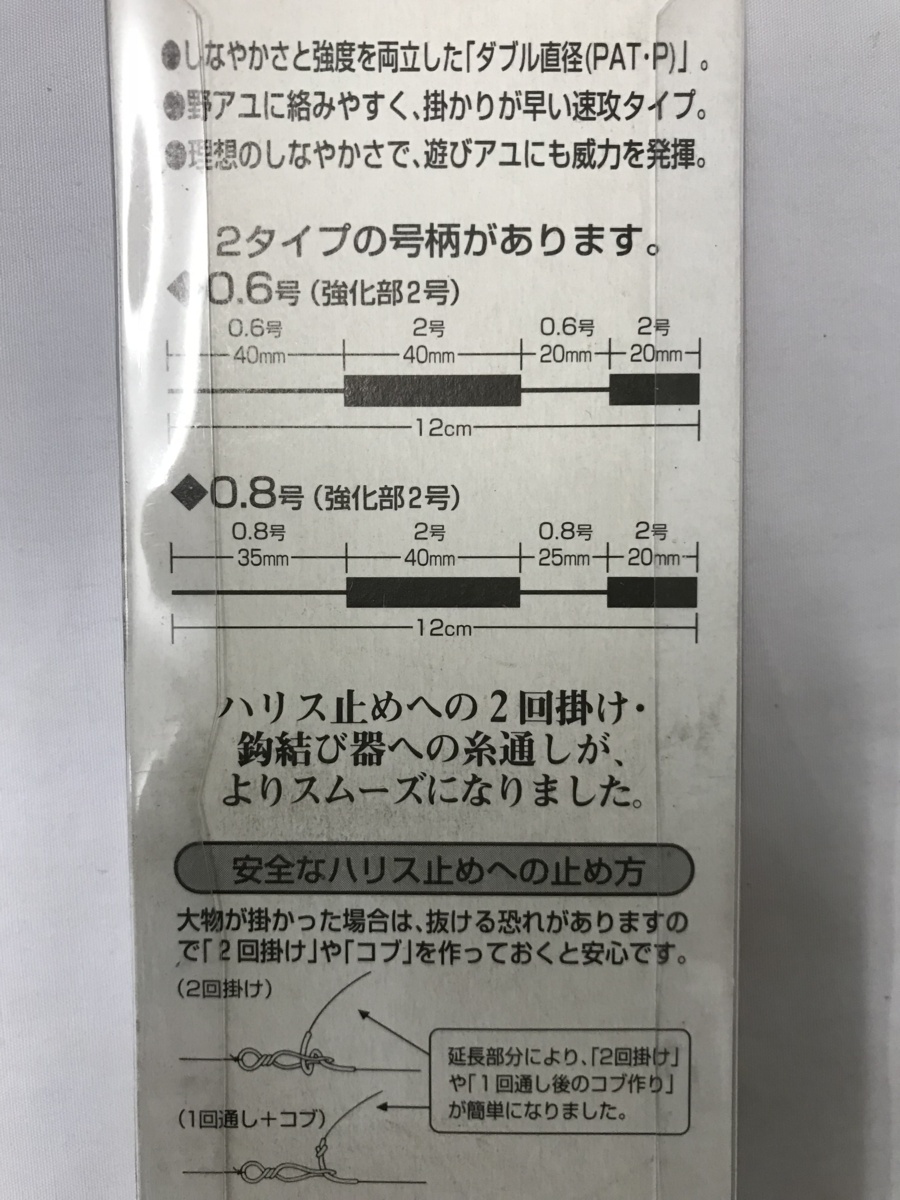 ●しなやかさと強度を両立した「ダブル直径(PAT・P)」。
●野アユに絡みやすく、掛かりが早い速攻タイプ。
●理想のしなやかさで、遊びアユにも威力を発揮。
2タイプの号柄があります。
◆0.6号（強化部2号）
0.6号 2号 0.6号 2号
40mm 40mm 20mm 20mm
12cm
◆0.8号（強化部2号）
0.8号 2号 0.8号 2号
35mm 40mm 25mm 20mm
12cm
ハリス止めへの2回掛け・
鈎結び器への糸通しが、
よりスムーズになりました。
安全なハリス止めへの止め方
大物が掛かった場合は、抜ける恐れがありますの
で「2回掛け」や「コブ」を作っておくと安心です。
（2回掛け）
延長部分により、「2回掛け」
や「1回通し後のコブ作り」
が簡単になりました。
（1回通し＋コブ）